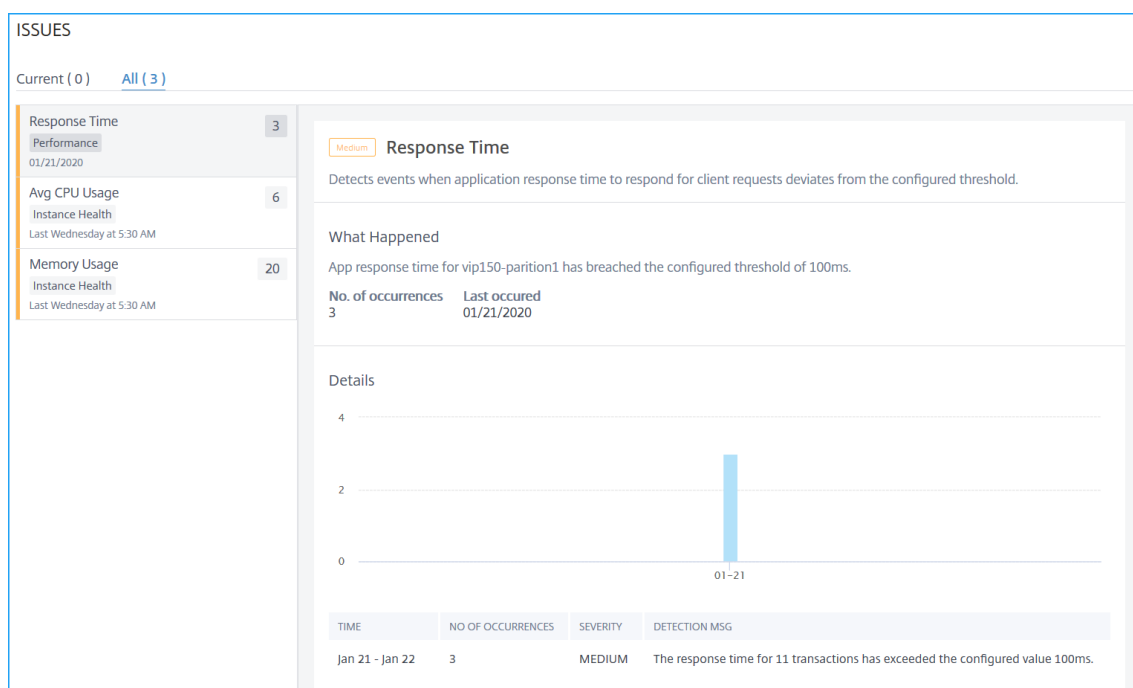 ISSUES
Current ( 0 ) All ( 3 )
Response Time 3
Performance
01/21/2020
Avg CPU Usage 6
Instance Health
Last Wednesday at 5:30 AM
Memory Usage 20
Instance Health
Last Wednesday at 5:30 AM
Medium Response Time
Detects events when application response time to respond for client requests deviates from the configured threshold.
What Happened
App response time for vip150-parition1 has breached the configured threshold of 100ms.
No. of occurrences Last occured
3 01/21/2020
Details
4
2
0
01-21
TIME NO OF OCCURRENCES SEVERITY DETECTION MSG
Jan 21 - Jan 22 3 MEDIUM The response time for 11 transactions has exceeded the configured value 100ms.